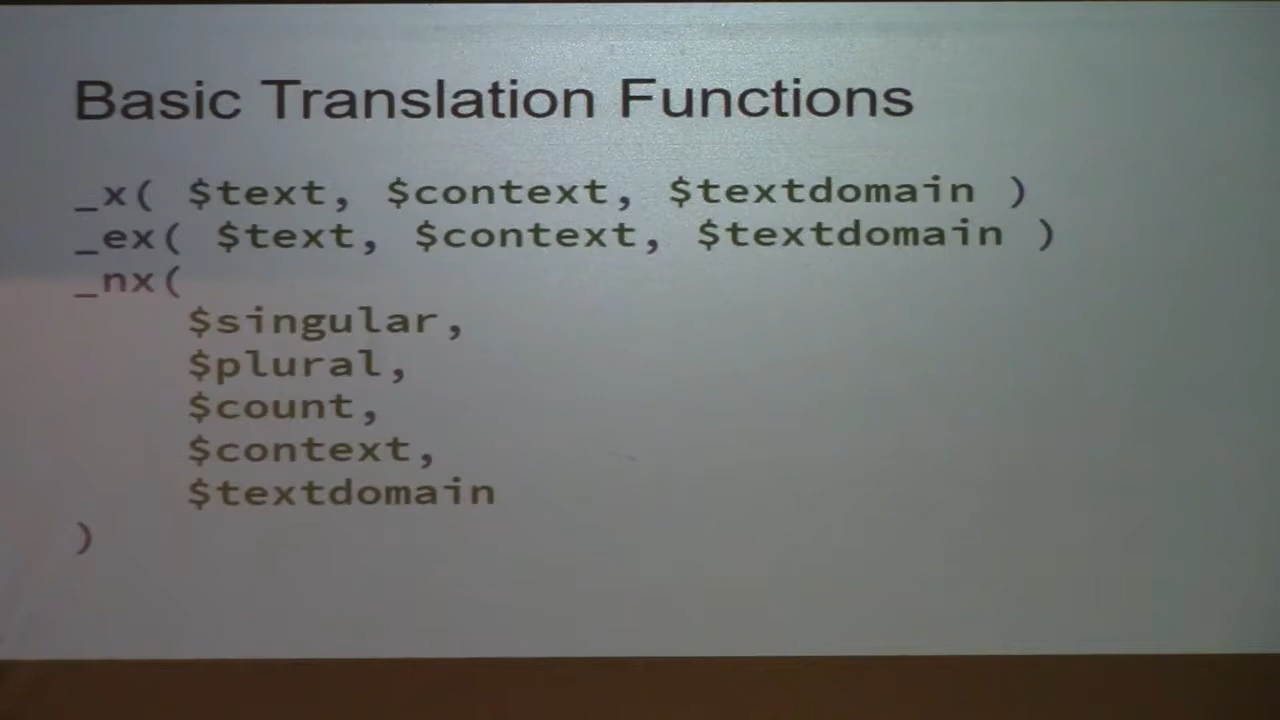 Basic Translation Functions
_x( $text, $context, $textdomain )
_ex( $text, $context, $textdomain )
_nx(
$singular,
$plural,
$count,
$context,
$textdomain
)